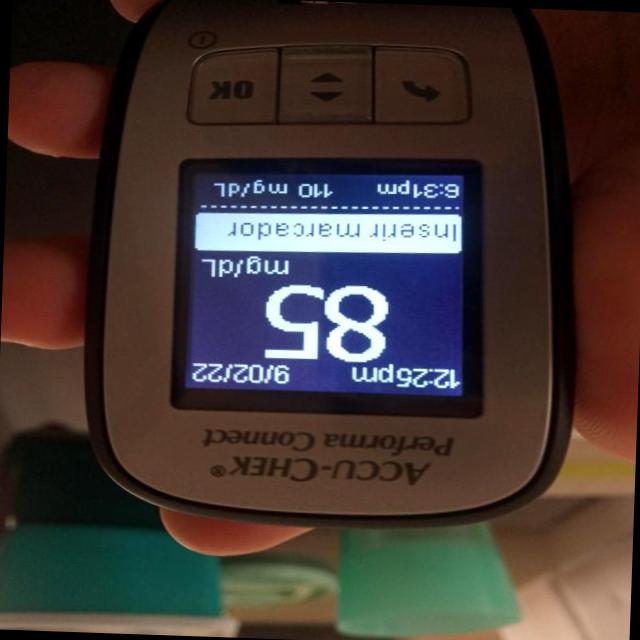 ACCU-CHEK®
Performa Connect
12:25pm 9/02/22
85
mg/dL
Inserir marcador
6:31pm 110 mg/dL
OK